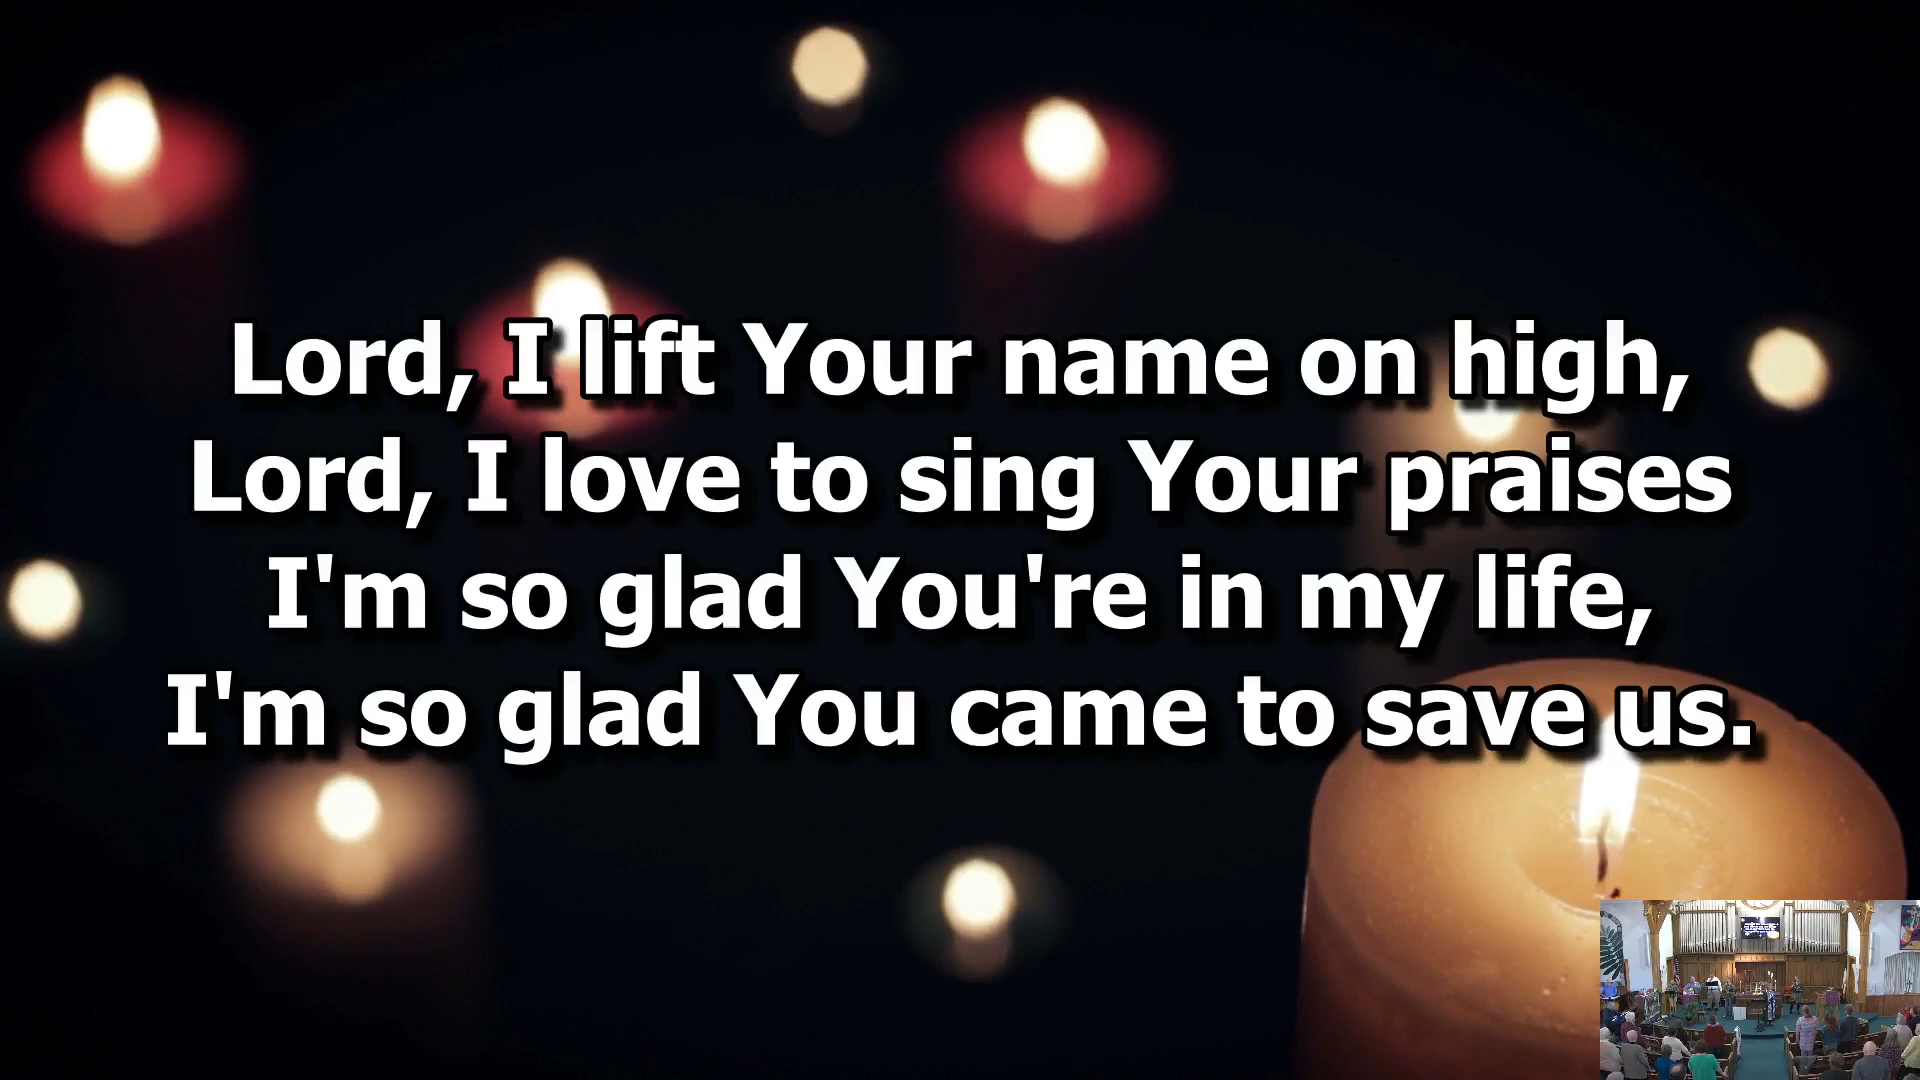 Lord, I lift Your name on high,
Lord, I love to sing Your praises
I'm so glad You're in my life,
I'm so glad You came to save us.